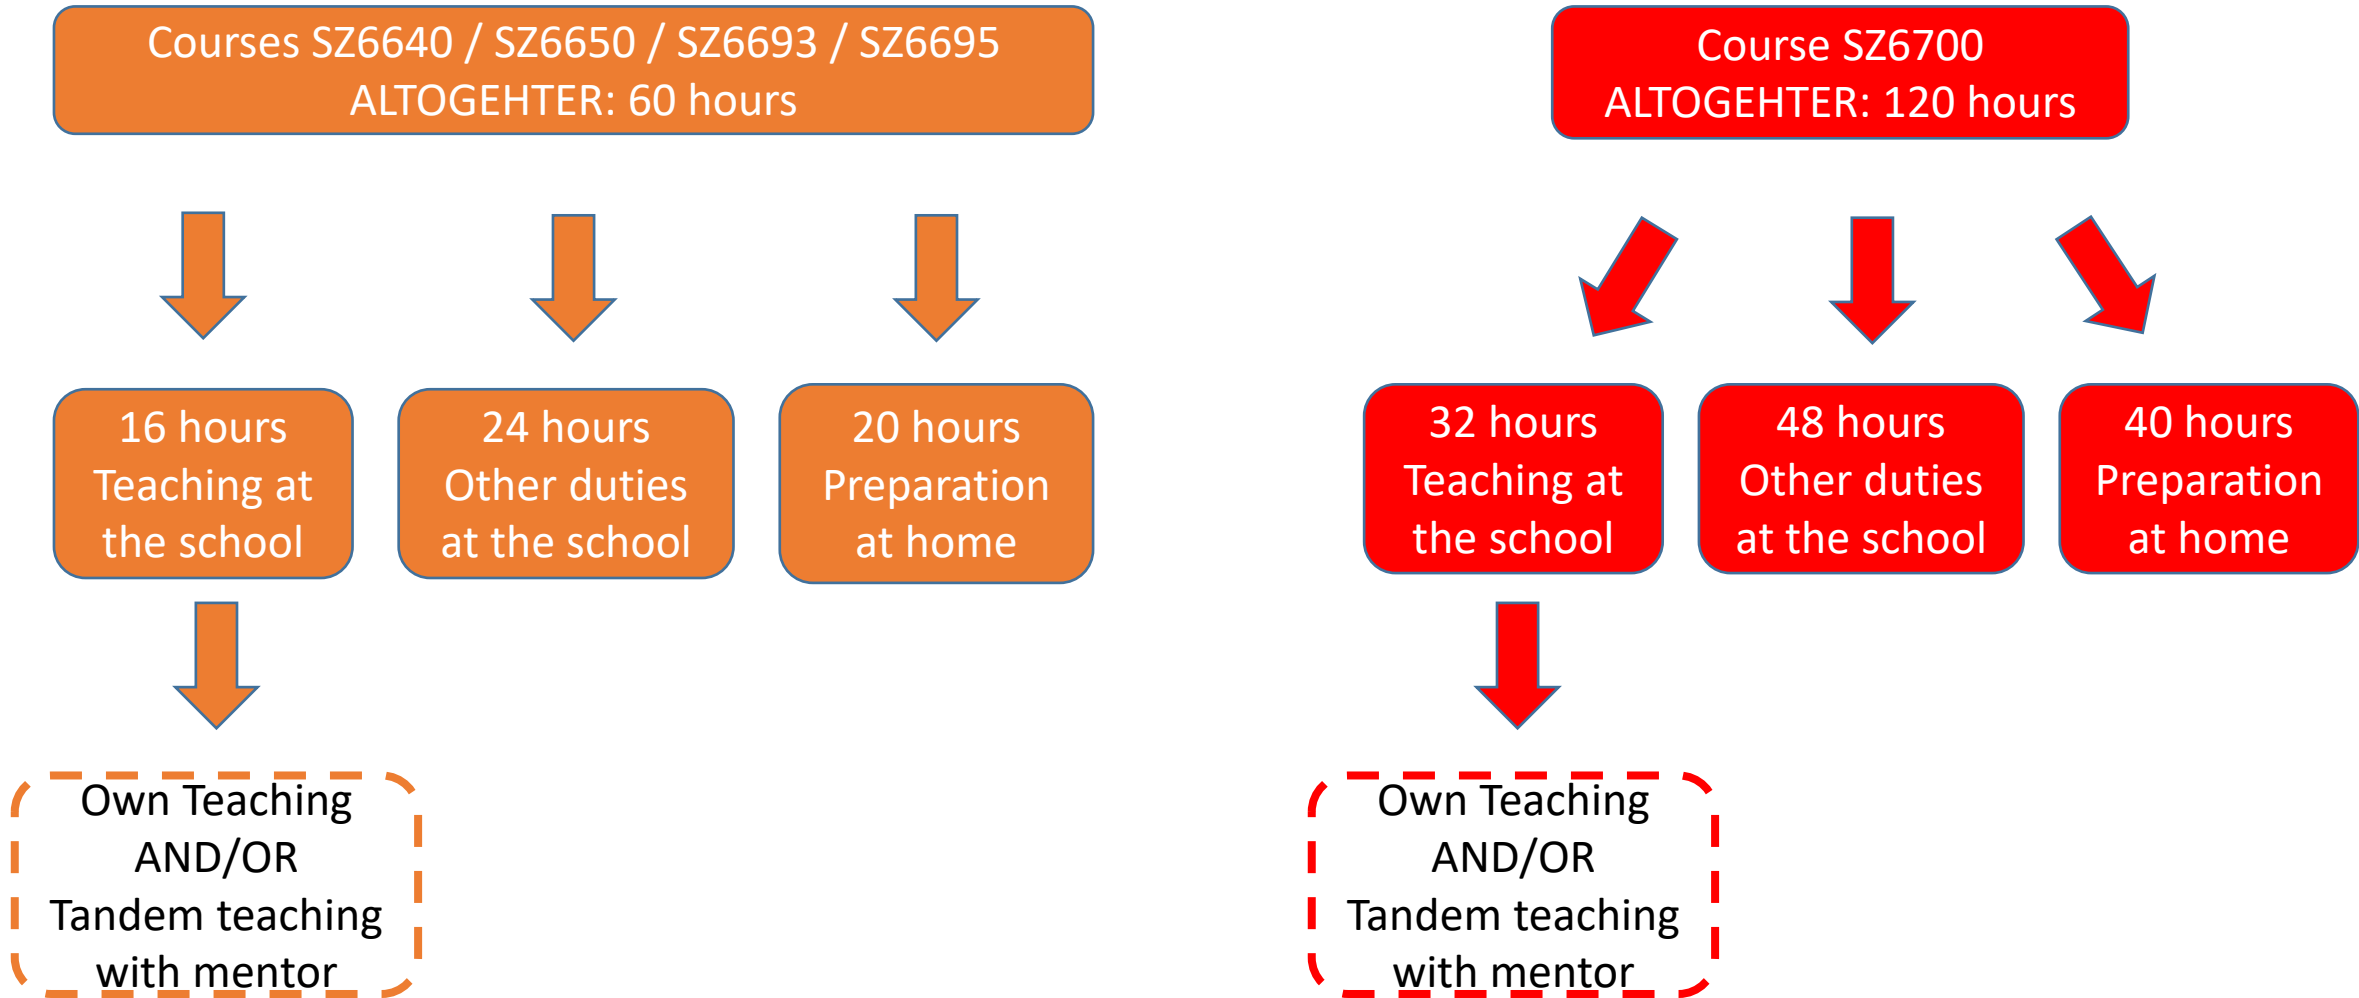 Courses SZ6640 / SZ6650 / SZ6693 / SZ6695
ALTOGEHTER: 60 hours
16 hours
Teaching at
the school
24 hours
Other duties
at the school
20 hours
Preparation
at home
Own Teaching
AND/OR
Tandem teaching
with mentor
Course SZ6700
ALTOGEHTER: 120 hours
32 hours
Teaching at
the school
48 hours
Other duties
at the school
40 hours
Preparation
at home
Own Teaching
AND/OR
Tandem teaching
with mentor